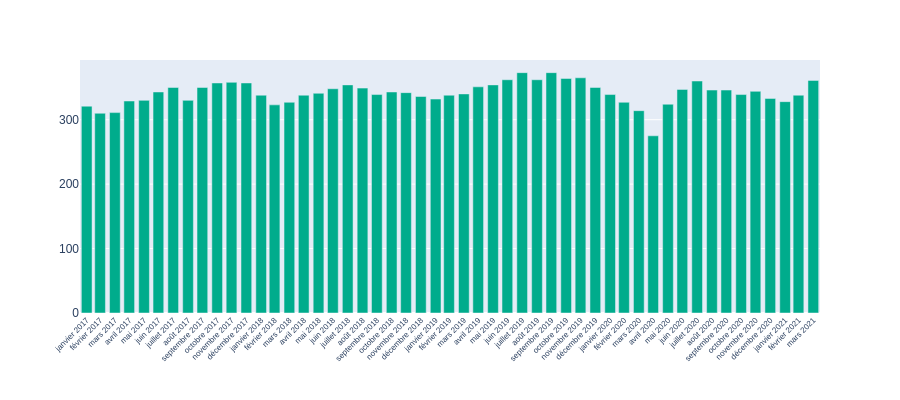 300
200
100
0
janvier 2017
février 2017
mars 2017
avril 2017
mai 2017
juin 2017
juillet 2017
août 2017
septembre 2017
octobre 2017
novembre 2017
décembre 2017
janvier 2018
février 2018
mars 2018
avril 2018
mai 2018
juin 2018
juillet 2018
août 2018
septembre 2018
octobre 2018
novembre 2018
décembre 2018
janvier 2019
février 2019
mars 2019
avril 2019
mai 2019
juin 2019
juillet 2019
août 2019
septembre 2019
octobre 2019
novembre 2019
décembre 2019
janvier 2020
février 2020
mars 2020
avril 2020
mai 2020
juin 2020
juillet 2020
août 2020
septembre 2020
octobre 2020
novembre 2020
décembre 2020
janvier 2021
février 2021
mars 2021